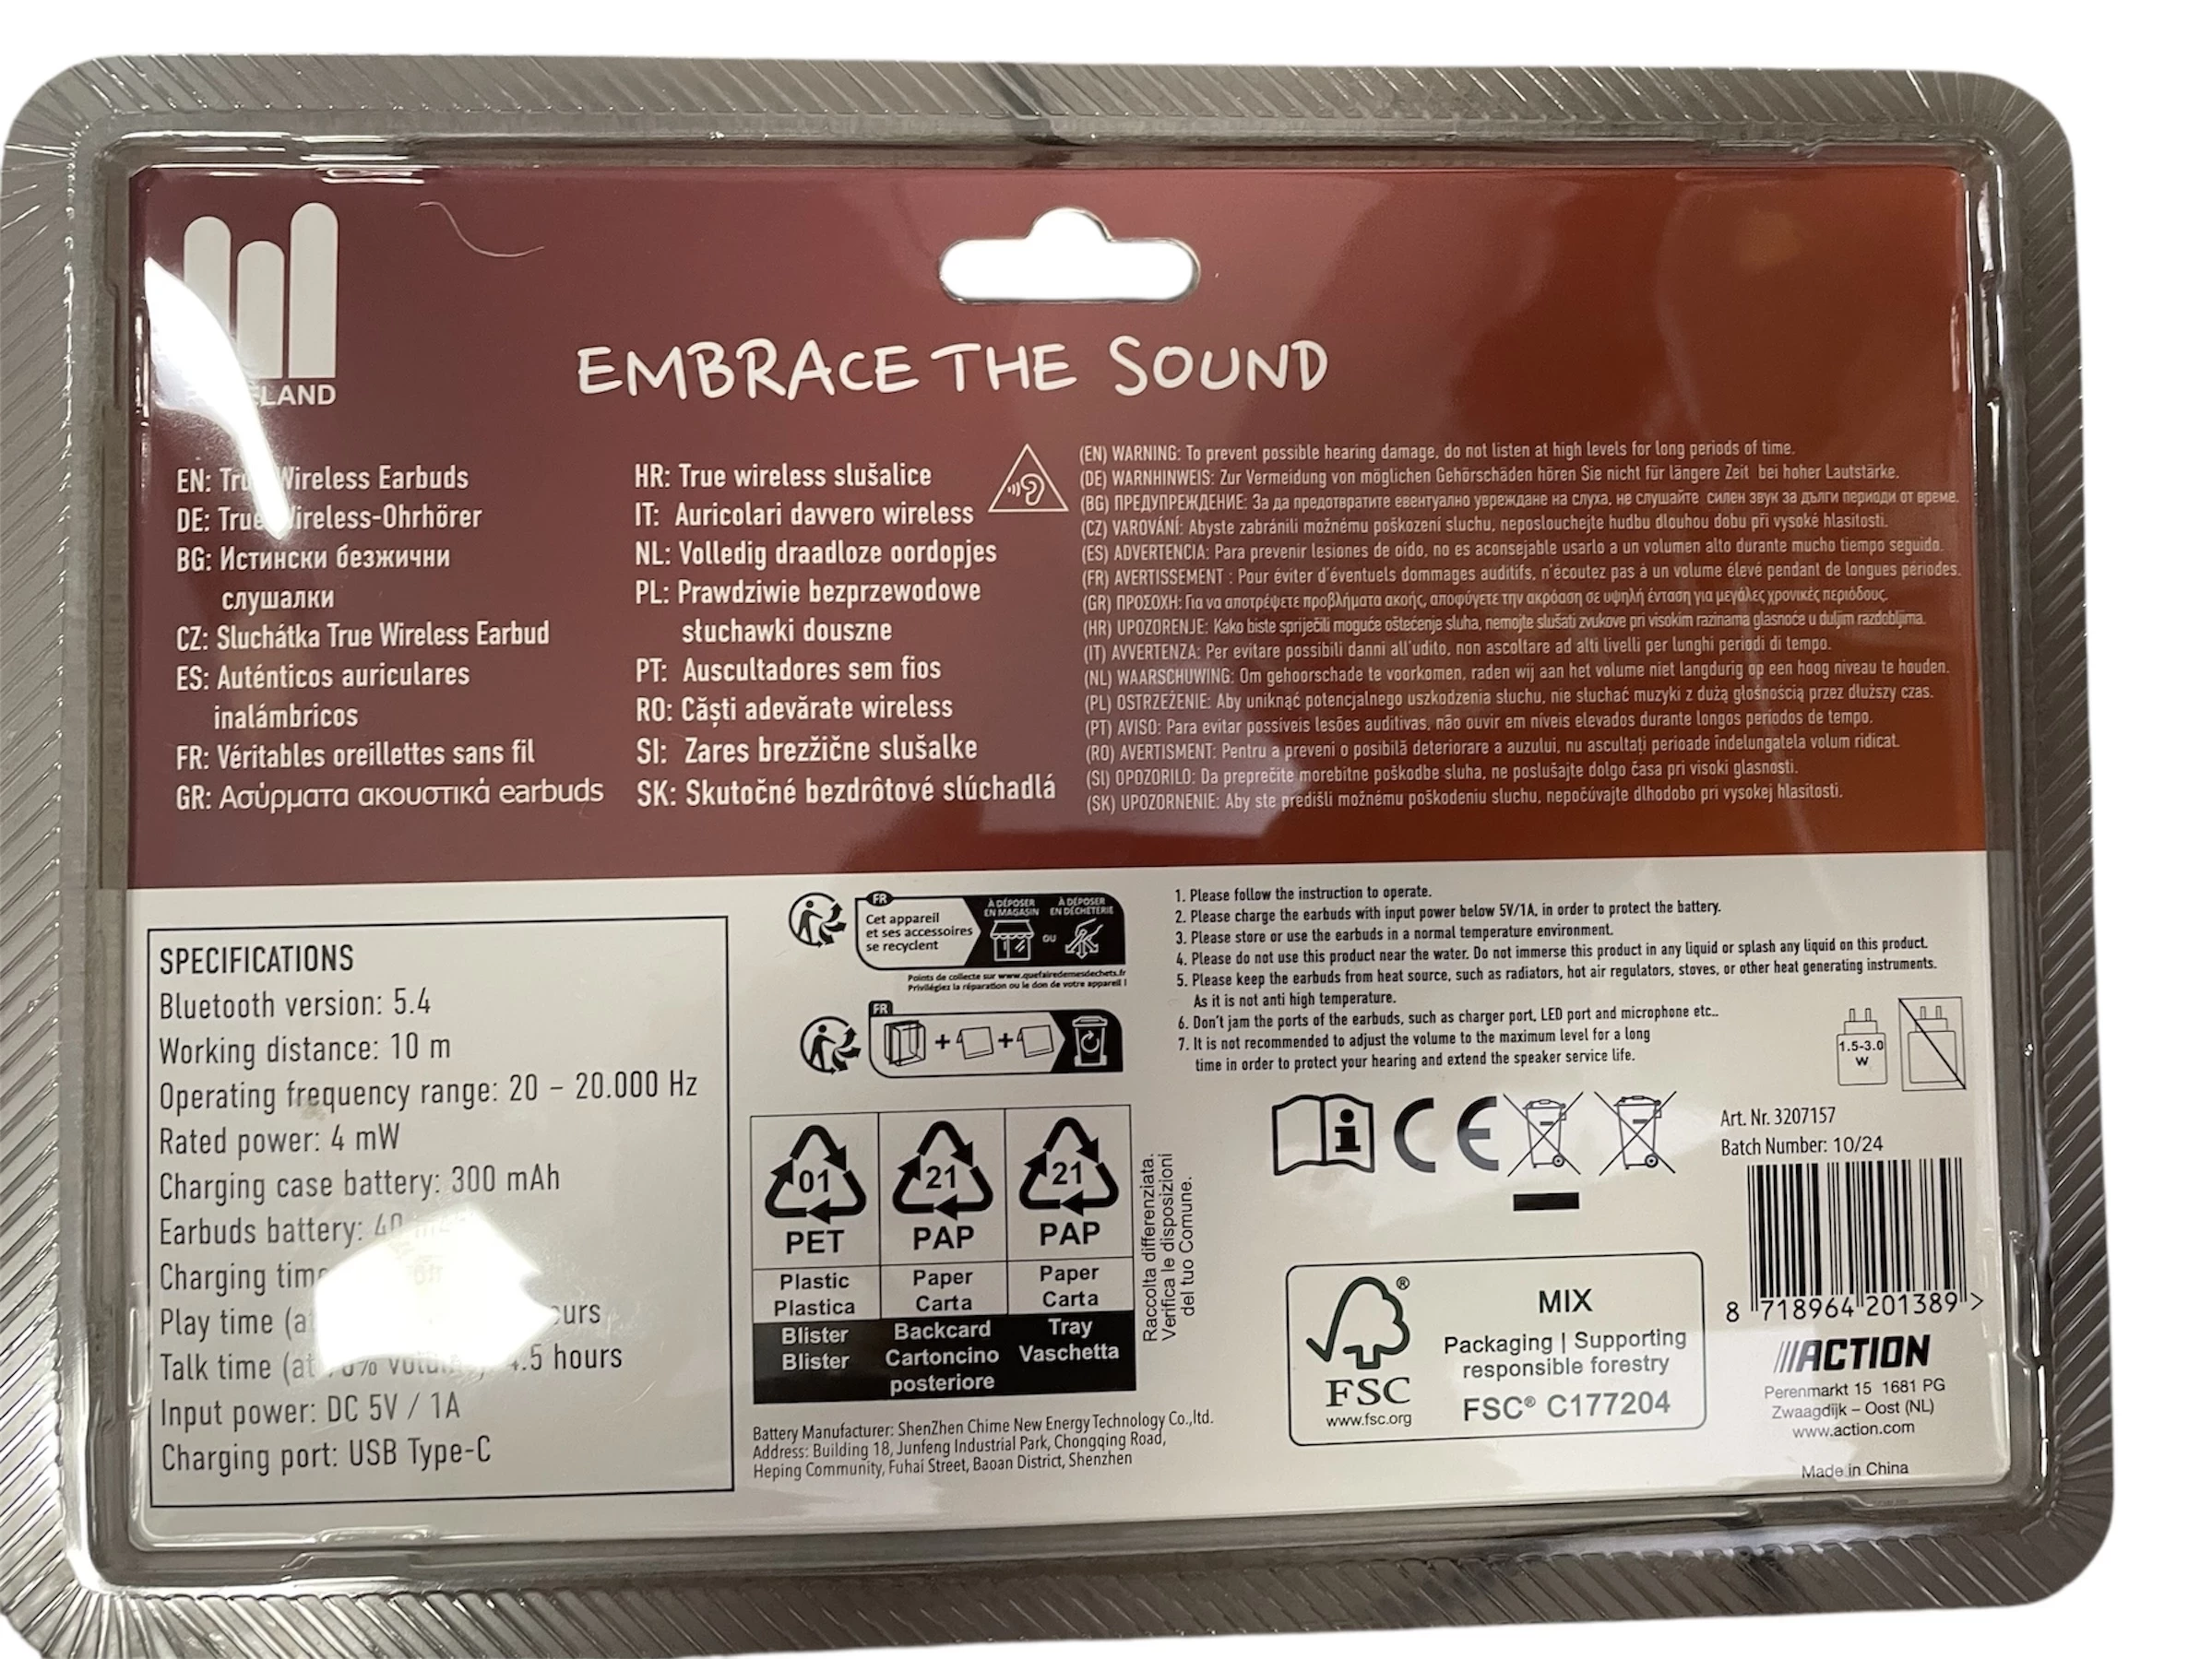 LAND
EMBRACE THE SOUND
EN: Wireless Earbuds
DE: True Wireless-Ohrhörer
BG: Истински безжични
слушалки
CZ: Sluchátka True Wireless Earbud
ES: Auténticos auriculares
inalámbricos
FR: Véritables oreillettes sans fil
GR: Ασύρματα ακουστικά earbuds
HR: True wireless slušalice
IT: Auricolari davvero wireless
NL: Volledig draadloze oordopjes
PL: Prawdziwie bezprzewodowe
słuchawki douszne
PT: Auscultadores sem fios
RO: Căști adevărate wireless
SI: Zares brezžične slušalke
SK: Skutočné bezdrôtové slúchadlá
(EN) WARNING: To prevent possible hearing damage, do not listen at high levels for long periods of time.
(DE) WARNHINWEIS: Zur Vermeidung von möglichen Gehörschäden hören Sie nicht für längere Zeit bei hoher Lautstärke.
(BG) ПРЕДУПРЕЖДЕНИЕ: За да предотвратите евентуално увреждане на слуха, не слушайте силен звук за дълги периоди от време.
(CZ) VAROVÁNÍ: Abyste zabránili možnému poškození sluchu, neposlouchejte hudbu dlouhou dobu při vysoké hlasitosti.
(ES) ADVERTENCIA: Para prevenir lesiones de oído, no es aconsejable usarlo a un volumen alto durante mucho tiempo seguido.
(FR) AVERTISSEMENT : Pour éviter d'éventuels dommages auditifs, n'écoutez pas à un volume élevé pendant de longues périodes.
(GR) ΠΡΟΣΟΧΗ: Για να αποτρέψετε προβλήματα ακοής, αποφύγετε την ακρόαση σε υψηλή ένταση για μεγάλες χρονικές περιόδους.
(HR) UPOZORENJE: Kako biste spriječili moguće oštećenje sluha, nemojte slušati zvukove pri visokim razinama glasnoće u duljim razdobljima.
(IT) AVVERTENZA: Per evitare possibili danni all'udito, non ascoltare ad alti livelli per lunghi periodi di tempo.
(NL) WAARSCHUWING: Om gehoorschade te voorkomen, raden wij aan het volume niet langdurig op een hoog niveau te houden.
(PL) OSTRZEŻENIE: Aby uniknąć potencjalnego uszkodzenia słuchu, nie słuchać muzyki z dużą głośnością przez dłuższy czas.
(PT) AVISO: Para evitar possíveis lesões auditivas, não ouvir em níveis elevados durante longos períodos de tempo.
(RO) AVERTISMENT: Pentru a preveni o posibilă deteriorare a auzului, nu ascultați perioade îndelungatela volum ridicat.
(SI) OPOZORILO: Da preprečite morebitne poškodbe sluha, ne poslušajte dolgo časa pri visoki glasnosti.
(SK) UPOZORNENIE: Aby ste predišli možnému poškodeniu sluchu, nepočúvajte dlhodobo pri vysokej hlasitosti.
SPECIFICATIONS
Bluetooth version: 5.4
Working distance: 10 m
Operating frequency range: 20 – 20.000 Hz
Rated power: 4 mW
Charging case battery: 300 mAh
Earbuds battery: 40
Charging time
Play time (at hours
Talk time (at volume) 4.5 hours
Input power: DC 5V / 1A
Charging port: USB Type-C
FR
Cet appareil
et ses accessoires
se recyclent
À DÉPOSER
EN MAGASIN
OU
À DÉPOSER
EN DÉCHÈTERIE
Points de collecte sur www.quefairedemesdechets.fr
Privilégiez la réparation ou le don de votre appareil !
FR
+ +
01
PET
21
PAP
21
PAP
Plastic
Plastica
Paper
Carta
Paper
Carta
Blister
Blister
Backcard
Cartoncino
posteriore
Tray
Vaschetta
Raccolta differenziata.
Verifica le disposizioni
del tuo Comune.
Battery Manufacturer: ShenZhen Chime New Energy Technology Co.,ltd.
Address: Building 18, Junfeng Industrial Park, Chongqing Road,
Heping Community, Fuhai Street, Baoan District, Shenzhen
1. Please follow the instruction to operate.
2. Please charge the earbuds with input power below 5V/1A, in order to protect the battery.
3. Please store or use the earbuds in a normal temperature environment.
4. Please do not use this product near the water. Do not immerse this product in any liquid or splash any liquid on this product.
5. Please keep the earbuds from heat source, such as radiators, hot air regulators, stoves, or other heat generating instruments.
As it is not anti high temperature.
6. Don't jam the ports of the earbuds, such as charger port, LED port and microphone etc..
7. It is not recommended to adjust the volume to the maximum level for a long
time in order to protect your hearing and extend the speaker service life.
1.5-3.0
W
CE
Art. Nr. 3207157
Batch Number: 10/24
8 718964 201389 >
FSC
www.fsc.org
MIX
Packaging | Supporting
responsible forestry
FSC® C177204
ACTION
Perenmarkt 15 1681 PG
Zwaagdijk – Oost (NL)
www.action.com
Made in China